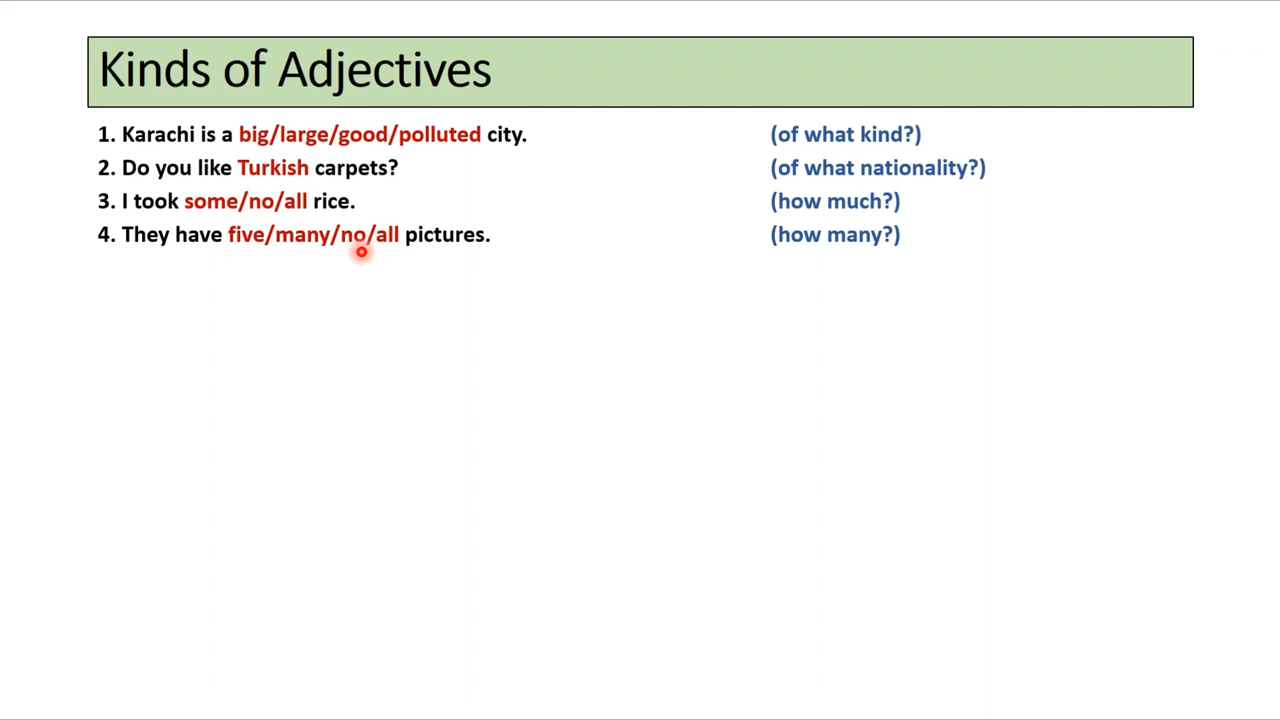 Kinds of Adjectives
1. Karachi is a big/large/good/polluted city. (of what kind?)
2. Do you like Turkish carpets? (of what nationality?)
3. I took some/no/all rice. (how much?)
4. They have five/many/no/all pictures. (how many?)